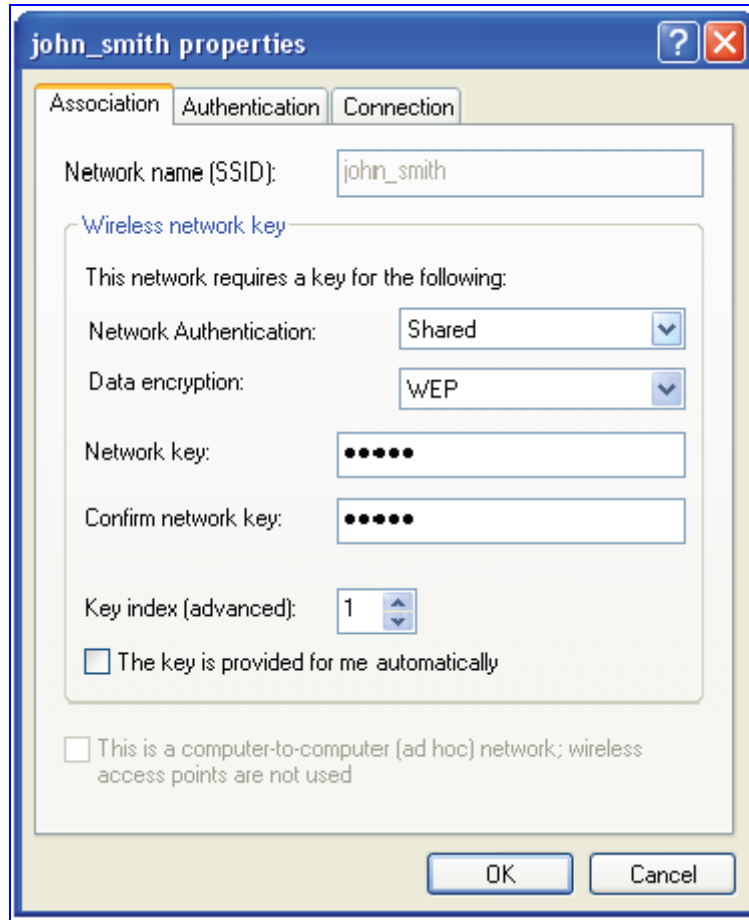 john_smith properties
Association Authentication Connection
Network name (SSID): john_smith
Wireless network key
This network requires a key for the following:
Network Authentication: Shared
Data encryption: WEP
Network key: •••••
Confirm network key: •••••
Key index (advanced): 1
The key is provided for me automatically
This is a computer-to-computer (ad hoc) network; wireless
access points are not used
OK Cancel